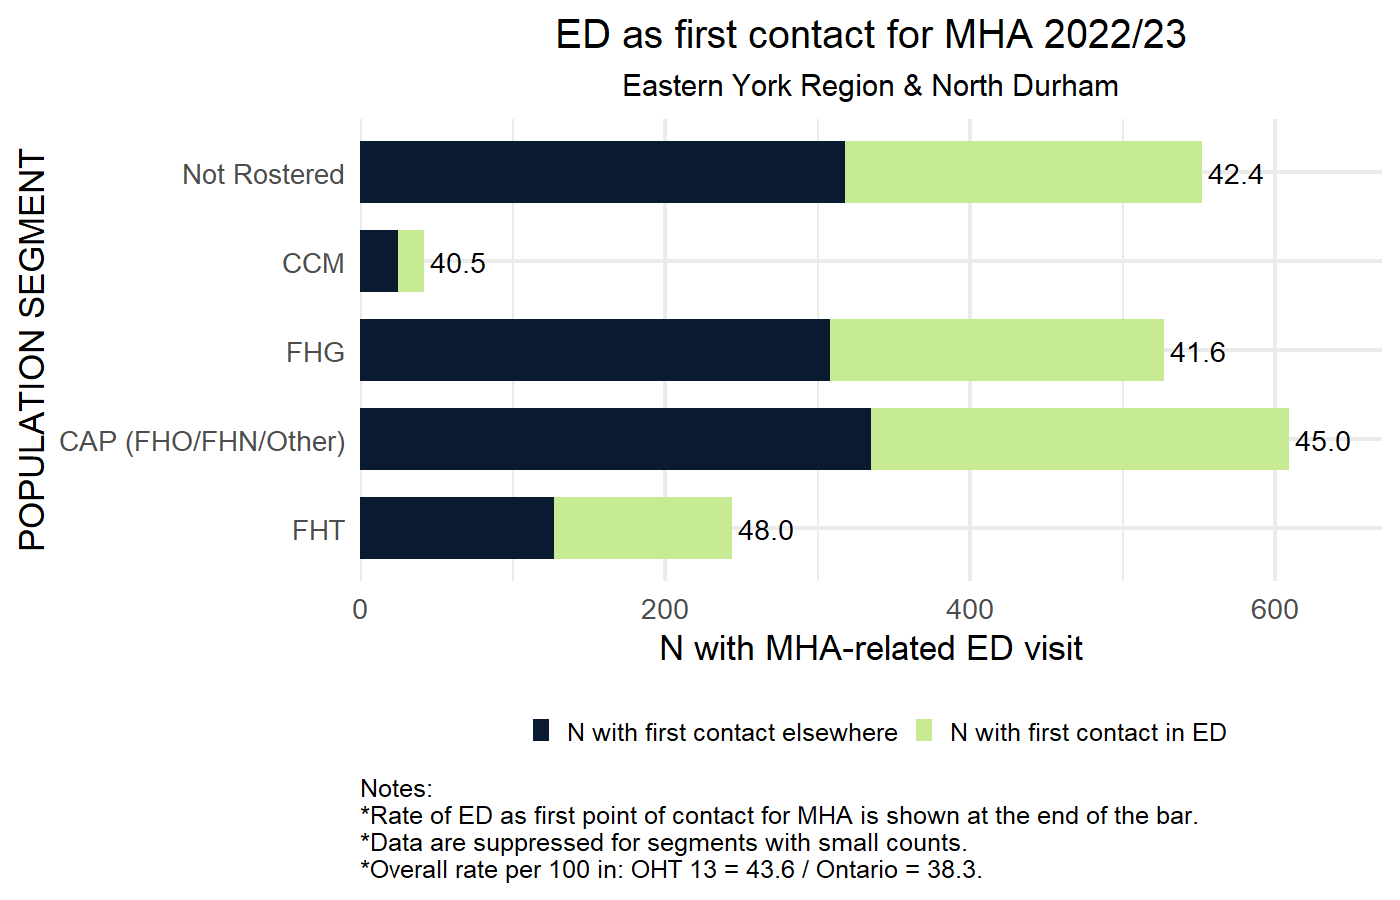 ED as first contact for MHA 2022/23
Eastern York Region & North Durham
POPULATION SEGMENT
Not Rostered
42.4
CCM
40.5
FHG
41.6
CAP (FHO/FHN/Other)
45.0
FHT
48.0
0
200
400
600
N with MHA-related ED visit
N with first contact elsewhere
N with first contact in ED
Notes:
*Rate of ED as first point of contact for MHA is shown at the end of the bar.
*Data are suppressed for segments with small counts.
*Overall rate per 100 in: OHT 13 = 43.6 / Ontario = 38.3.